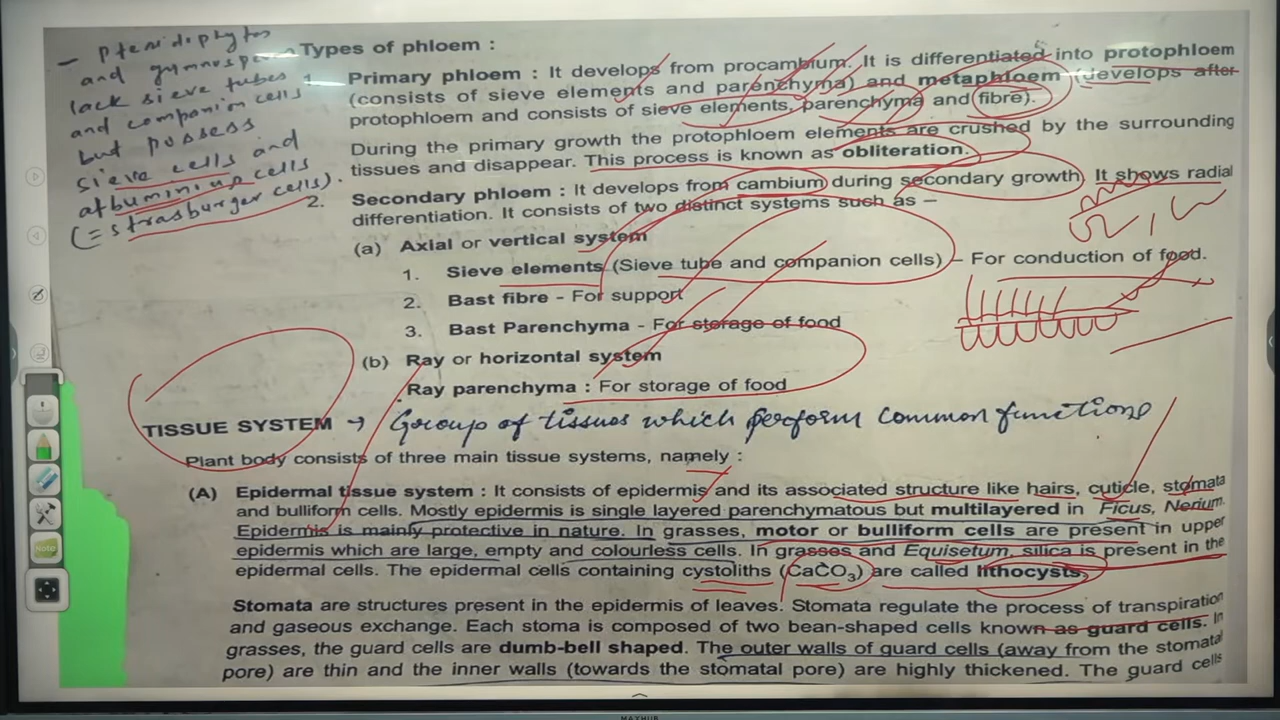 – Pteridophytes
and gymnosperms
lack sieve tubes
and companion cells
but possess
sieve cells and
albuminup cells
(= strasburger cells).
Types of phloem :
1. Primary phloem : It develops from procambium. It is differentiated into protophloem
(consists of sieve elements and parenchyma) and metaphloem (develops after
protophloem and consists of sieve elements, parenchyma and fibre).
During the primary growth the protophloem elements are crushed by the surrounding
tissues and disappear. This process is known as obliteration.
2. Secondary phloem : It develops from cambium during secondary growth. It shows radial
differentiation. It consists of two distinct systems such as –
(a) Axial or vertical system
1. Sieve elements (Sieve tube and companion cells) – For conduction of food.
2. Bast fibre - For support
3. Bast Parenchyma - For storage of food
(b) Ray or horizontal system
Ray parenchyma : For storage of food
TISSUE SYSTEM → Group of tissues which perform common functions
Plant body consists of three main tissue systems, namely :
(A) Epidermal tissue system : It consists of epidermis and its associated structure like hairs, cuticle, stomata
and bulliform cells. Mostly epidermis is single layered parenchymatous but multilayered in Ficus, Nerium.
Epidermis is mainly protective in nature. In grasses, motor or bulliform cells are present in upper
epidermis which are large, empty and colourless cells. In grasses and Equisetum, silica is present in the
epidermal cells. The epidermal cells containing cystoliths (CaCO₃) are called lithocysts.
Stomata are structures present in the epidermis of leaves. Stomata regulate the process of transpiration
and gaseous exchange. Each stoma is composed of two bean-shaped cells known as guard cells. In
grasses, the guard cells are dumb-bell shaped. The outer walls of guard cells (away from the stomatal
pore) are thin and the inner walls (towards the stomatal pore) are highly thickened. The guard cells
Note
MAXHUB